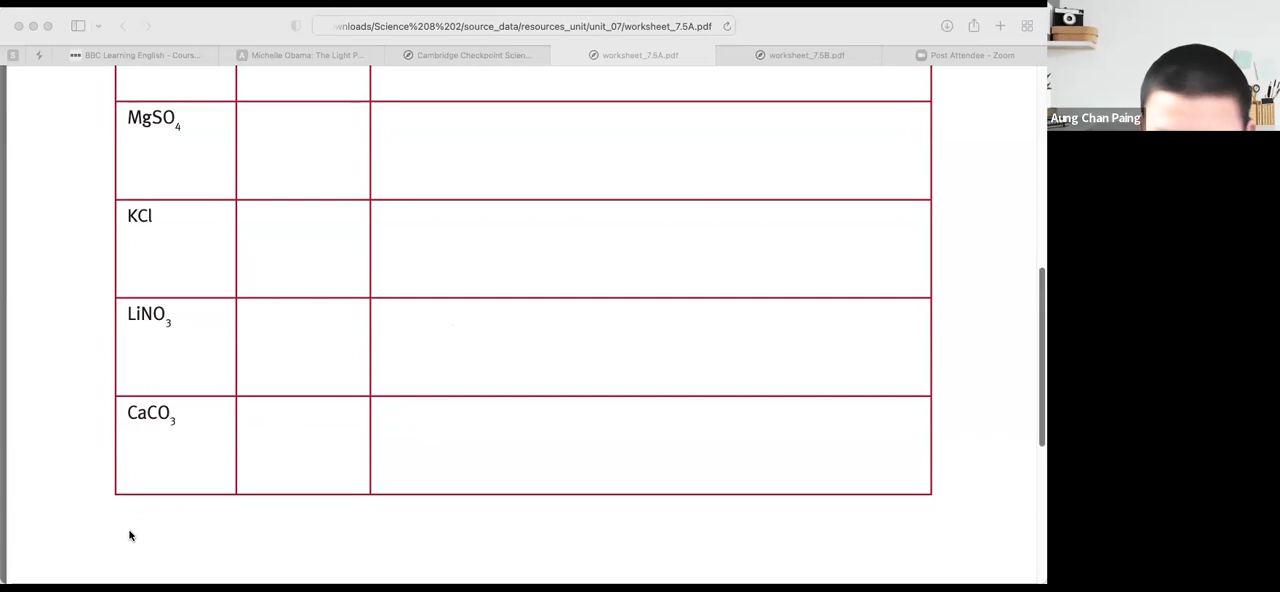 wnloads/Science%208%202/source_data/resources_unit/unit_07/worksheet_7.5A.pdf
S
BBC Learning English - Cours...
A Michelle Obama: The Light P...
Cambridge Checkpoint Scien...
worksheet_7.5A.pdf
worksheet_7.5B.pdf
Post Attendee - Zoom
Aung Chan Paing
MgSO₄
KCl
LiNO₃
CaCO₃